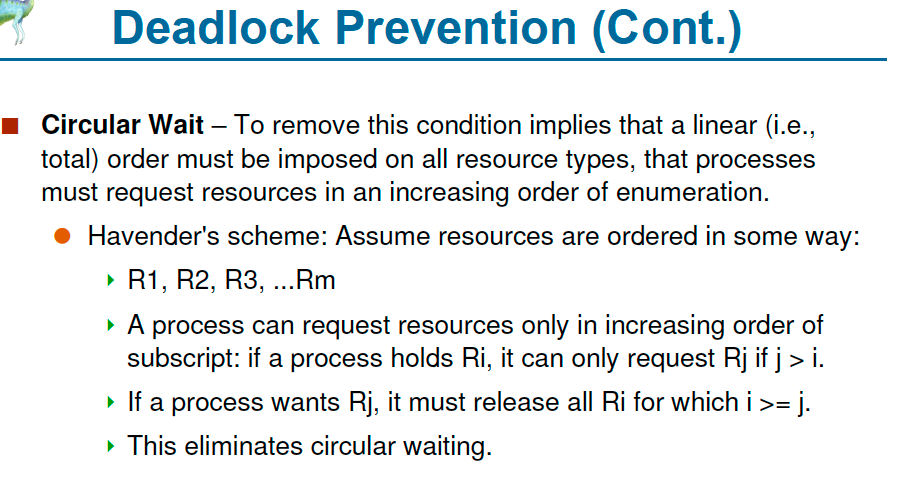 Deadlock Prevention (Cont.)
Circular Wait – To remove this condition implies that a linear (i.e.,
total) order must be imposed on all resource types, that processes
must request resources in an increasing order of enumeration.
Havender's scheme: Assume resources are ordered in some way:
R1, R2, R3, ...Rm
A process can request resources only in increasing order of
subscript: if a process holds Ri, it can only request Rj if j > i.
If a process wants Rj, it must release all Ri for which i >= j.
This eliminates circular waiting.